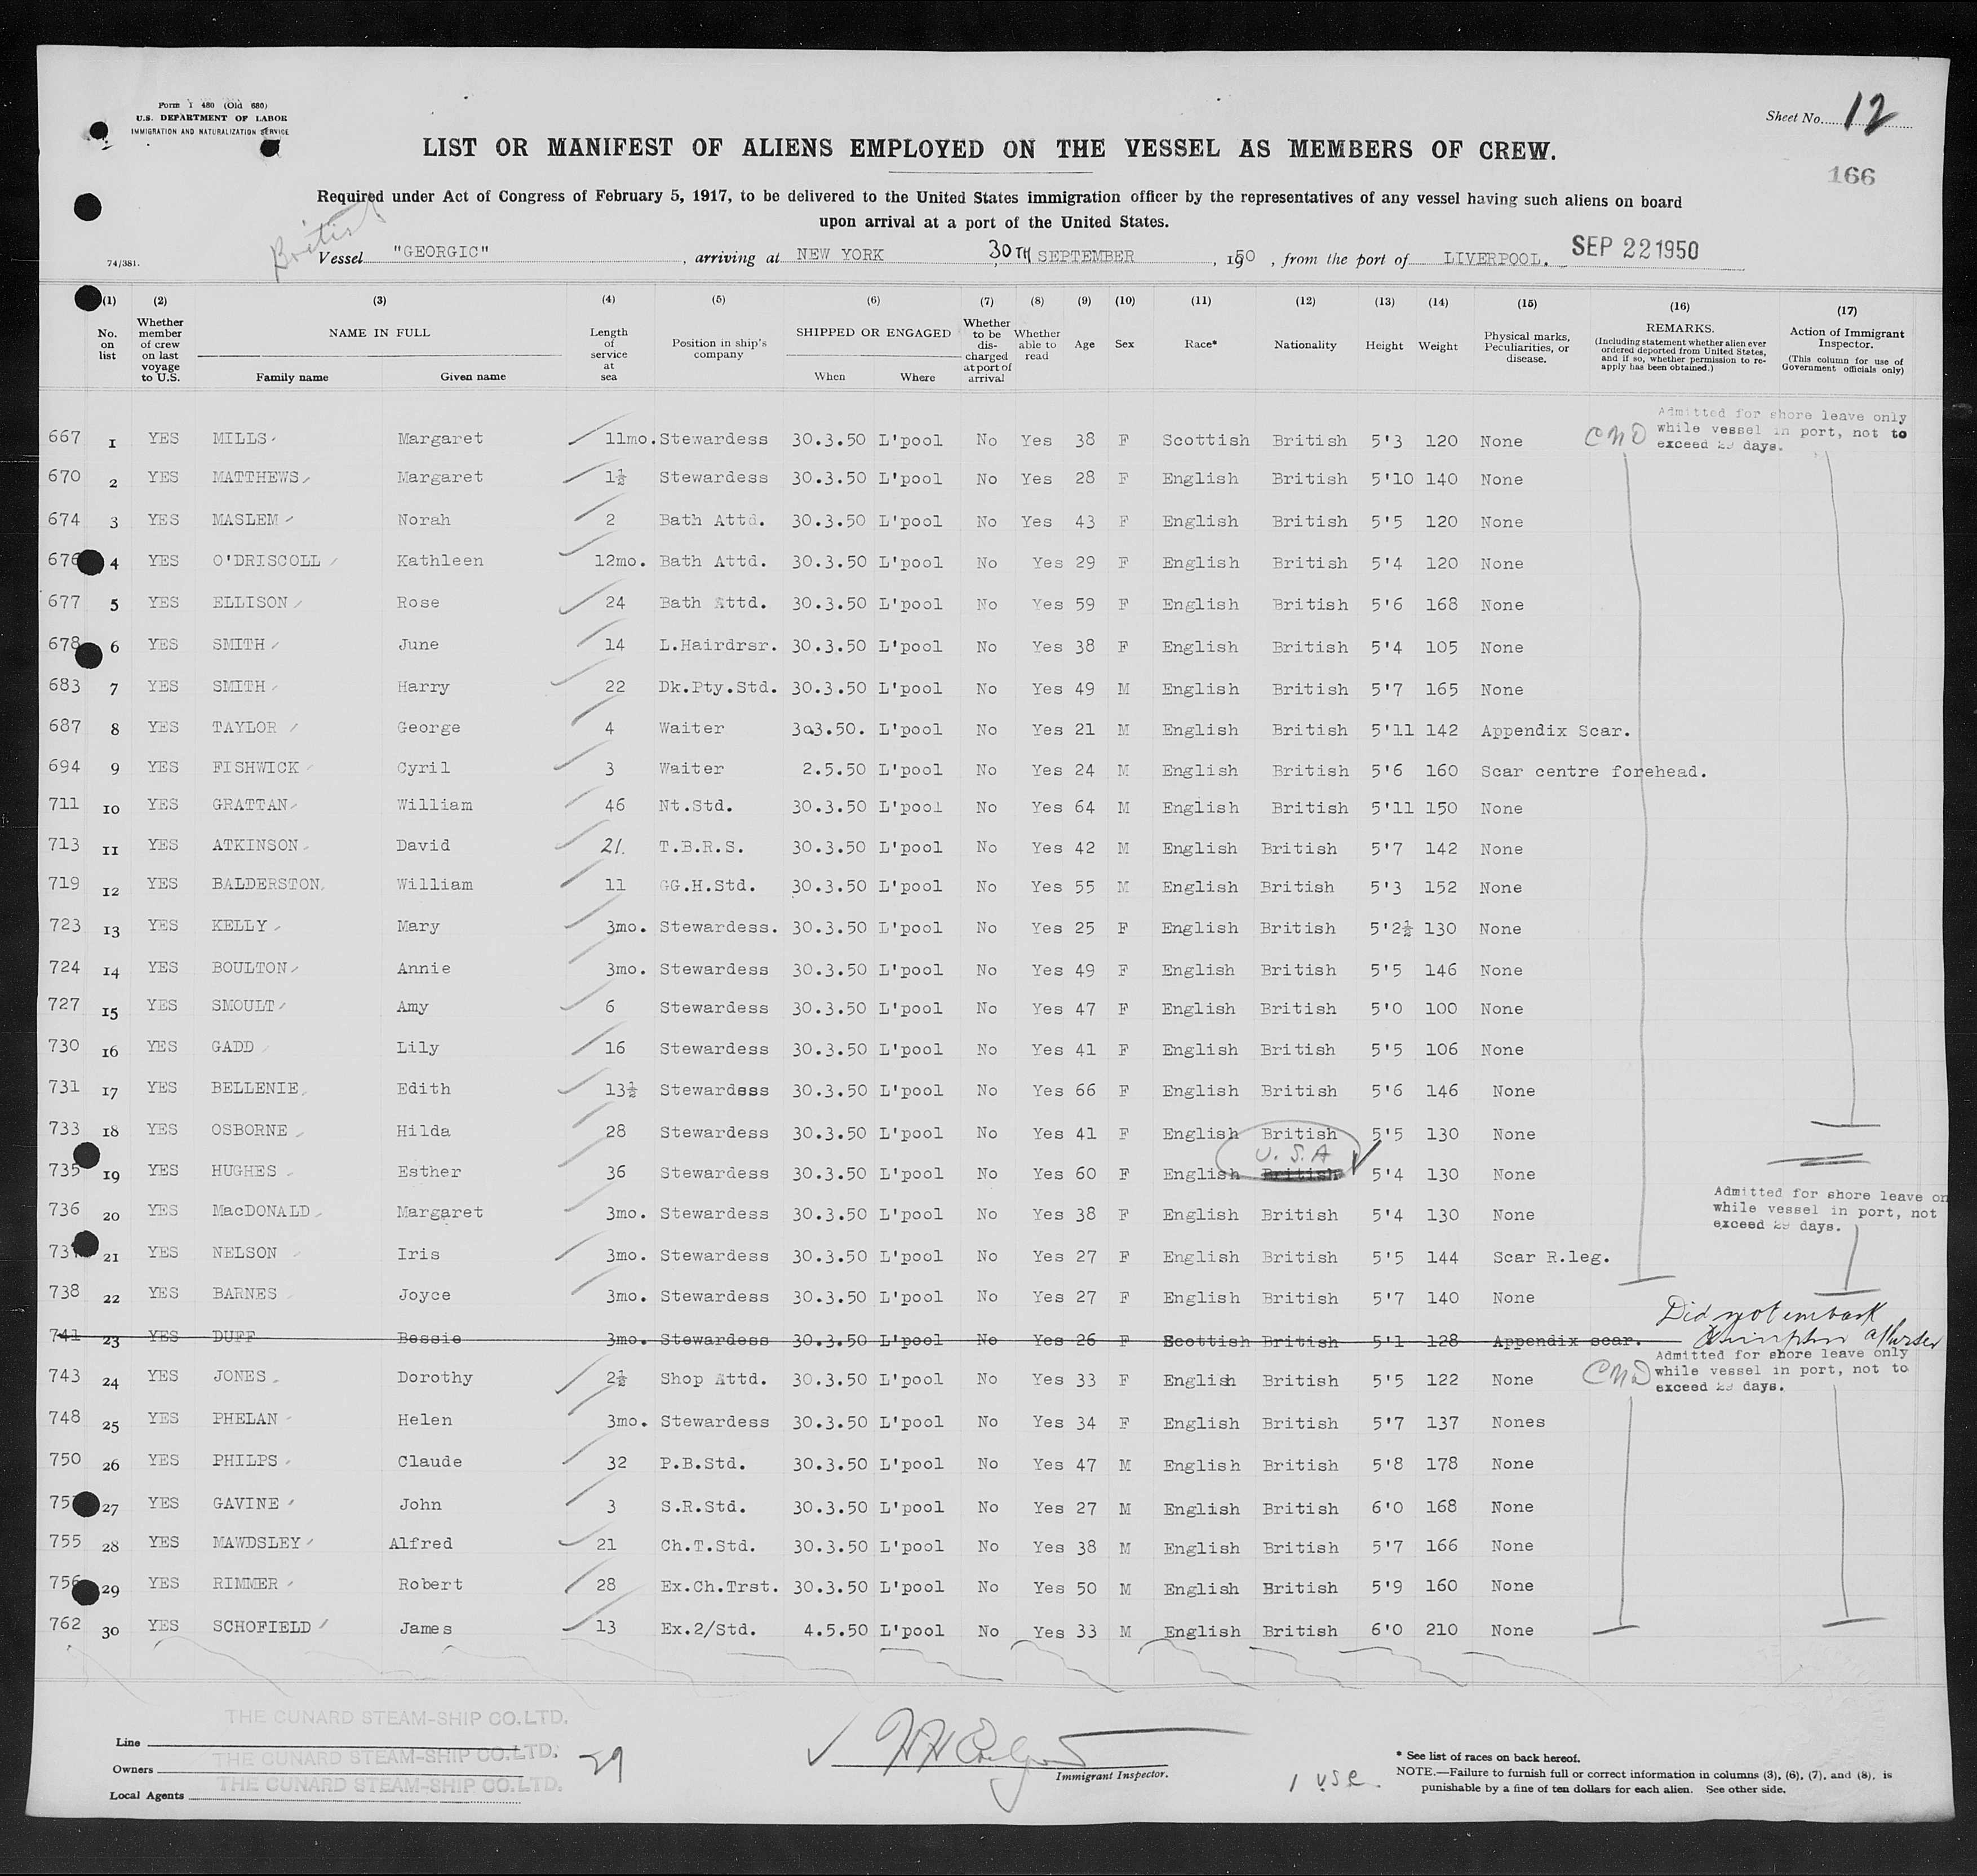 Form I 480 (Old 680)
U.S. DEPARTMENT OF LABOR
IMMIGRATION AND NATURALIZATION SERVICE
Sheet No. 12
LIST OR MANIFEST OF ALIENS EMPLOYED ON THE VESSEL AS MEMBERS OF CREW.
166
Required under Act of Congress of February 5, 1917, to be delivered to the United States immigration officer by the representatives of any vessel having such aliens on board
upon arrival at a port of the United States.
British
74/381.
Vessel "GEORGIC", arriving at NEW YORK 30TH SEPTEMBER, 1950, from the port of LIVERPOOL. SEP 22 1950
(1) (2) (3) (4) (5) (6) (7) (8) (9) (10) (11) (12) (13) (14) (15) (16) (17)
No. on list
Whether member of crew on last voyage to U.S.
NAME IN FULL
Family name Given name
Length of service at sea
Position in ship's company
SHIPPED OR ENGAGED
When Where
Whether to be discharged at port of arrival
Whether able to read
Age
Sex
Race*
Nationality
Height
Weight
Physical marks, Peculiarities, or disease.
REMARKS.
(Including statement whether alien ever ordered deported from United States, and if so, whether permission to re-apply has been obtained.)
Action of Immigrant Inspector.
(This column for use of Government officials only)
Admitted for shore leave only
while vessel in port, not to
exceed 29 days.
667 1 YES MILLS Margaret 11mo. Stewardess 30.3.50 L'pool No Yes 38 F Scottish British 5'3 120 None
670 2 YES MATTHEWS Margaret 1½ Stewardess 30.3.50 L'pool No Yes 28 F English British 5'10 140 None
674 3 YES MASLEM Norah 2 Bath Attd. 30.3.50 L'pool No Yes 43 F English British 5'5 120 None
676 4 YES O'DRISCOLL Kathleen 12mo. Bath Attd. 30.3.50 L'pool No Yes 29 F English British 5'4 120 None
677 5 YES ELLISON Rose 24 Bath Attd. 30.3.50 L'pool No Yes 59 F English British 5'6 168 None
678 6 YES SMITH June 14 L.Hairdrsr. 30.3.50 L'pool No Yes 38 F English British 5'4 105 None
683 7 YES SMITH Harry 22 Dk.Pty.Std. 30.3.50 L'pool No Yes 49 M English British 5'7 165 None
687 8 YES TAYLOR George 4 Waiter 303.50. L'pool No Yes 21 M English British 5'11 142 Appendix Scar.
694 9 YES FISHWICK Cyril 3 Waiter 2.5.50 L'pool No Yes 24 M English British 5'6 160 Scar centre forehead.
711 10 YES GRATTAN William 46 Nt.Std. 30.3.50 L'pool No Yes 64 M English British 5'11 150 None
713 11 YES ATKINSON David 21. T.B.R.S. 30.3.50 L'pool No Yes 42 M English British 5'7 142 None
719 12 YES BALDERSTON William 11 GG.H.Std. 30.3.50 L'pool No Yes 55 M English British 5'3 152 None
723 13 YES KELLY Mary 3mo. Stewardess. 30.3.50 L'pool No Yes 25 F English British 5'2½ 130 None
724 14 YES BOULTON Annie 3mo. Stewardess 30.3.50 L'pool No Yes 49 F English British 5'5 146 None
727 15 YES SMOULT Amy 6 Stewardess 30.3.50 L'pool No Yes 47 F English British 5'0 100 None
730 16 YES GADD Lily 16 Stewardess 30.3.50 L'pool No Yes 41 F English British 5'5 106 None
731 17 YES BELLENIE Edith 13½ Stewardess 30.3.50 L'pool No Yes 66 F English British 5'6 146 None
733 18 YES OSBORNE Hilda 28 Stewardess 30.3.50 L'pool No Yes 41 F English British 5'5 130 None
U.S.A
735 19 YES HUGHES Esther 36 Stewardess 30.3.50 L'pool No Yes 60 F English British 5'4 130 None
Admitted for shore leave on
while vessel in port, not
exceed 29 days.
736 20 YES MacDONALD Margaret 3mo. Stewardess 30.3.50 L'pool No Yes 38 F English British 5'4 130 None
737 21 YES NELSON Iris 3mo. Stewardess 30.3.50 L'pool No Yes 27 F English British 5'5 144 Scar R.leg.
738 22 YES BARNES Joyce 3mo. Stewardess 30.3.50 L'pool No Yes 27 F English British 5'7 140 None
Did not embark
741 23 YES DUFF Bessie 3mo. Stewardess 30.3.50 L'pool No Yes 26 F Scottish British 5'1 128 Appendix scar.
Admitted for shore leave only
while vessel in port, not to
exceed 29 days.
743 24 YES JONES Dorothy 2½ Shop Attd. 30.3.50 L'pool No Yes 33 F English British 5'5 122 None
748 25 YES PHELAN Helen 3mo. Stewardess 30.3.50 L'pool No Yes 34 F English British 5'7 137 Nones
750 26 YES PHILPS Claude 32 P.B.Std. 30.3.50 L'pool No Yes 47 M English British 5'8 178 None
75 27 YES GAVINE John 3 S.R.Std. 30.3.50 L'pool No Yes 27 M English British 6'0 168 None
755 28 YES MAWDSLEY Alfred 21 Ch.T.Std. 30.3.50 L'pool No Yes 38 M English British 5'7 166 None
756 29 YES RIMMER Robert 28 Ex.Ch.Trst. 30.3.50 L'pool No Yes 50 M English British 5'9 160 None
762 30 YES SCHOFIELD James 13 Ex.2/Std. 4.5.50 L'pool No Yes 33 M English British 6'0 210 None
Line THE CUNARD STEAM-SHIP CO. LTD.
Owners THE CUNARD STEAM-SHIP CO. LTD.
Local Agents THE CUNARD STEAM-SHIP CO. LTD.
29
Immigrant Inspector.
1 use.
* See list of races on back hereof.
NOTE.—Failure to furnish full or correct information in columns (3), (6), (7), and (8), is
punishable by a fine of ten dollars for each alien. See other side.